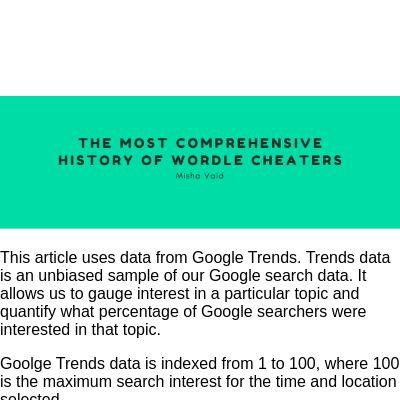 THE MOST COMPREHENSIVE
HISTORY OF WORDLE CHEATERS
Misha Vaid
This article uses data from Google Trends. Trends data
is an unbiased sample of our Google search data. It
allows us to gauge interest in a particular topic and
quantify what percentage of Google searchers were
interested in that topic.
Goolge Trends data is indexed from 1 to 100, where 100
is the maximum search interest for the time and location
selected.